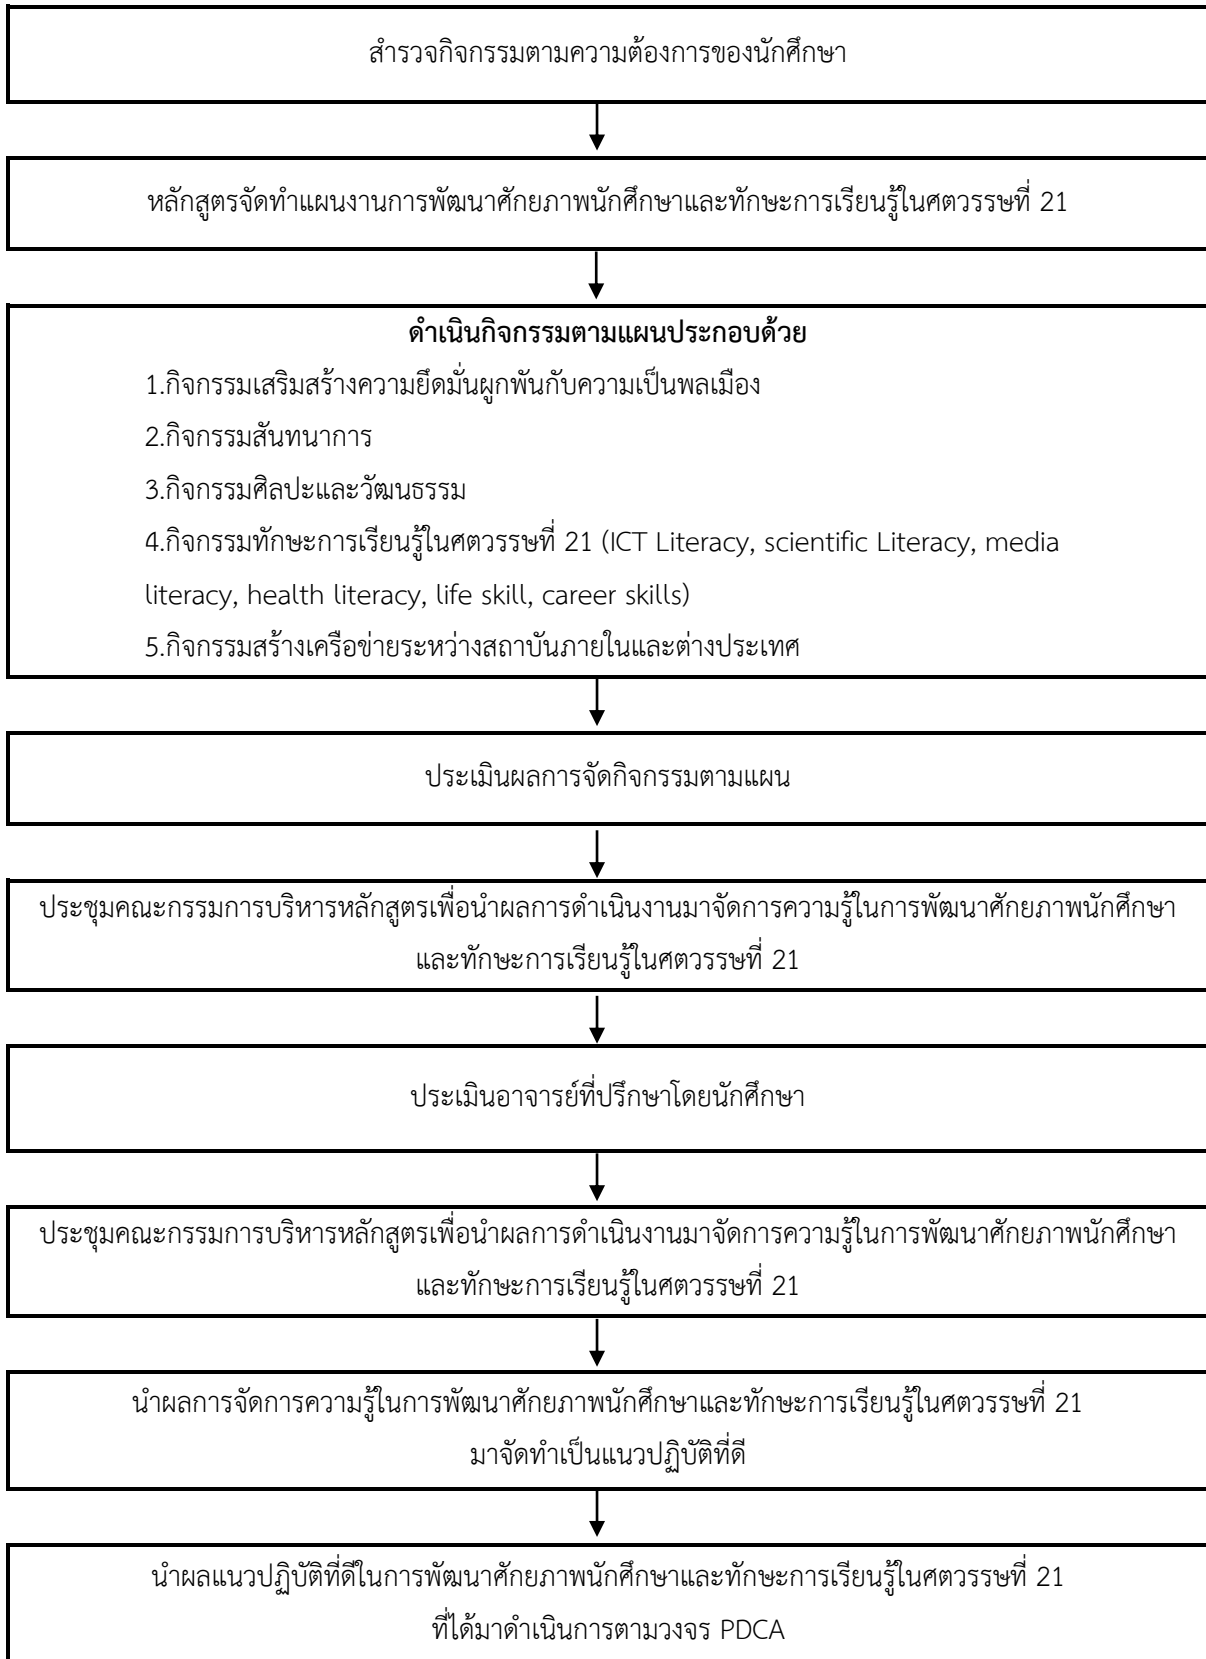 สำรวจกิจกรรมตามความต้องการของนักศึกษา
หลักสูตรจัดทำแผนงานการพัฒนาศักยภาพนักศึกษาและทักษะการเรียนรู้ในศตวรรษที่ 21
ดำเนินกิจกรรมตามแผนประกอบด้วย
1.กิจกรรมเสริมสร้างความยึดมั่นผูกพันกับความเป็นพลเมือง
2.กิจกรรมสันทนาการ
3.กิจกรรมศิลปะและวัฒนธรรม
4.กิจกรรมทักษะการเรียนรู้ในศตวรรษที่ 21 (ICT Literacy, scientific Literacy, media
literacy, health literacy, life skill, career skills)
5.กิจกรรมสร้างเครือข่ายระหว่างสถาบันภายในและต่างประเทศ
ประเมินผลการจัดกิจกรรมตามแผน
ประชุมคณะกรรมการบริหารหลักสูตรเพื่อนำผลการดำเนินงานมาจัดการความรู้ในการพัฒนาศักยภาพนักศึกษา
และทักษะการเรียนรู้ในศตวรรษที่ 21
ประเมินอาจารย์ที่ปรึกษาโดยนักศึกษา
ประชุมคณะกรรมการบริหารหลักสูตรเพื่อนำผลการดำเนินงานมาจัดการความรู้ในการพัฒนาศักยภาพนักศึกษา
และทักษะการเรียนรู้ในศตวรรษที่ 21
นำผลการจัดการความรู้ในการพัฒนาศักยภาพนักศึกษาและทักษะการเรียนรู้ในศตวรรษที่ 21
มาจัดทำเป็นแนวปฏิบัติที่ดี
นำผลแนวปฏิบัติที่ดีในการพัฒนาศักยภาพนักศึกษาและทักษะการเรียนรู้ในศตวรรษที่ 21
ที่ได้มาดำเนินการตามวงจร PDCA